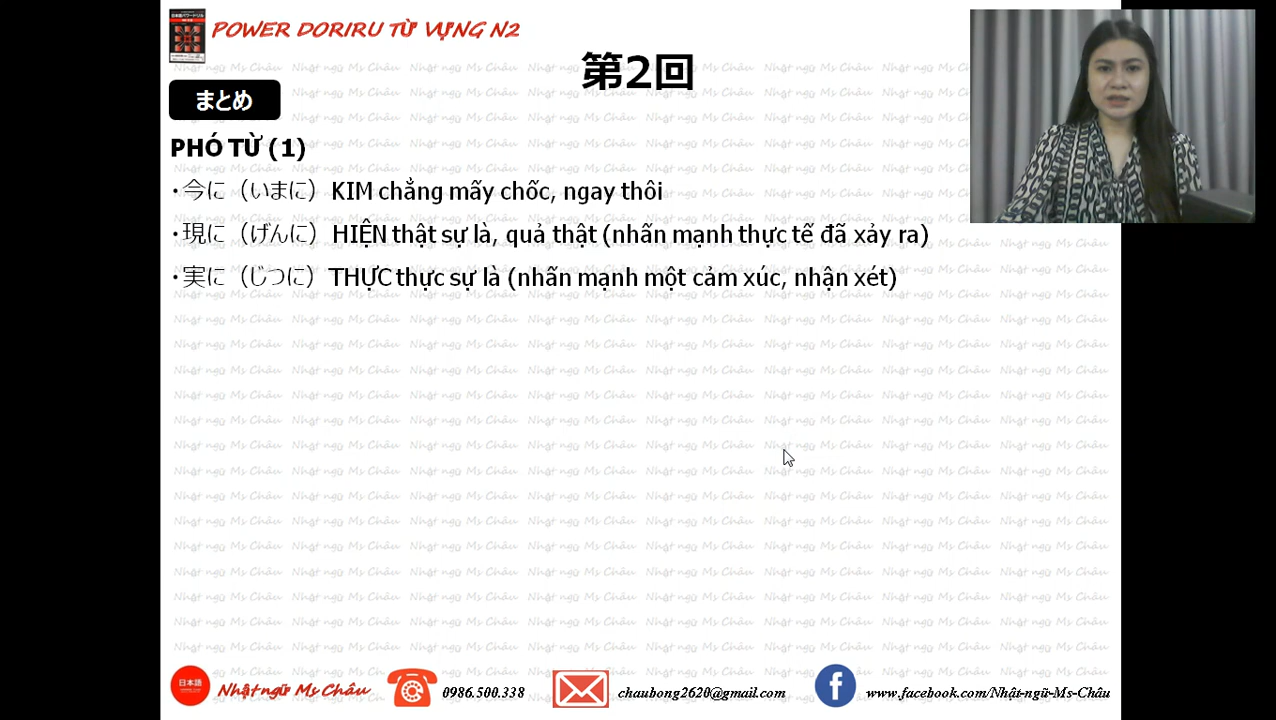 POWER DORIRU TỪ VỰNG N2
第2回
まとめ
PHÓ TỪ (1)
・今に（いまに）KIM chẳng mấy chốc, ngay thôi
・現に（げんに）HIỆN thật sự là, quả thật (nhấn mạnh thực tế đã xảy ra)
・実に（じつに）THỰC thực sự là (nhấn mạnh một cảm xúc, nhận xét)
日本語
Nhật ngữ Ms Châu
0986.500.338
chaubong2620@gmail.com
www.facebook.com/Nhật-ngữ-Ms-Châu